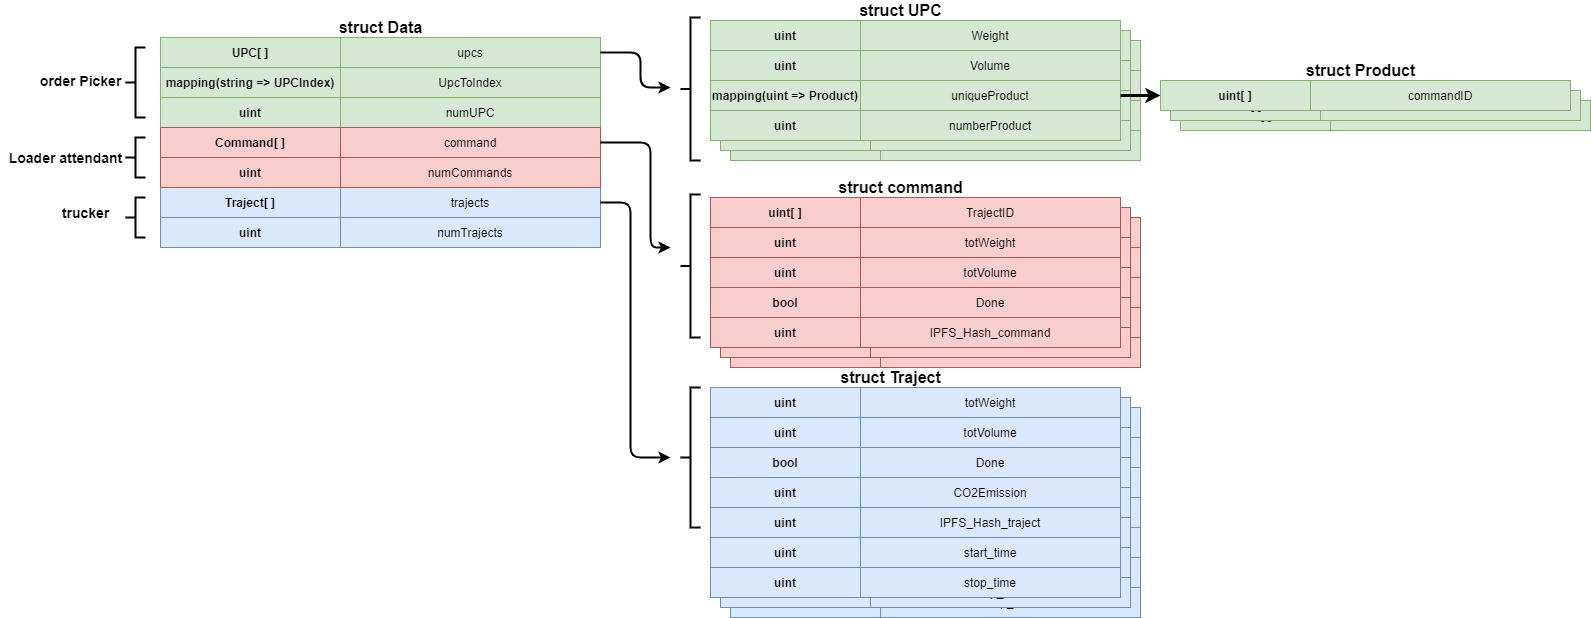 struct Data
order Picker
UPC[ ] upcs
mapping(string => UPCIndex) UpcToIndex
uint numUPC
Loader attendant
Command[ ] command
uint numCommands
trucker
Traject[ ] trajects
uint numTrajects
struct UPC
uint Weight
uint Volume
mapping(uint => Product) uniqueProduct
uint numberProduct
struct Product
uint[ ] commandID
struct command
uint[ ] TrajectID
uint totWeight
uint totVolume
bool Done
uint IPFS_Hash_command
struct Traject
uint totWeight
uint totVolume
bool Done
uint CO2Emission
uint IPFS_Hash_traject
uint start_time
uint stop_time